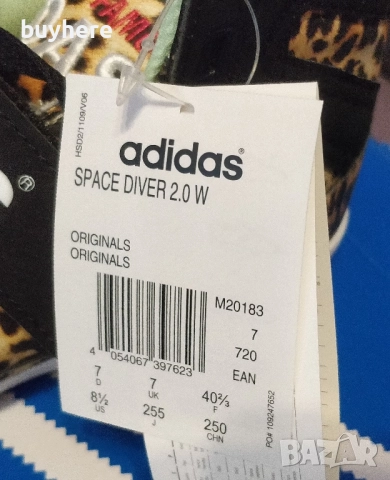 buyhere
adidas
®
SPACE DIVER 2.0 W
HSD2/1109/V06
ORIGINALS
ORIGINALS
M20183
7
720
EAN
4 054067 397623
7 7 40⅔
D UK F
8½ 255 250
US J CHN
PO# 109247652
®
BAZAR